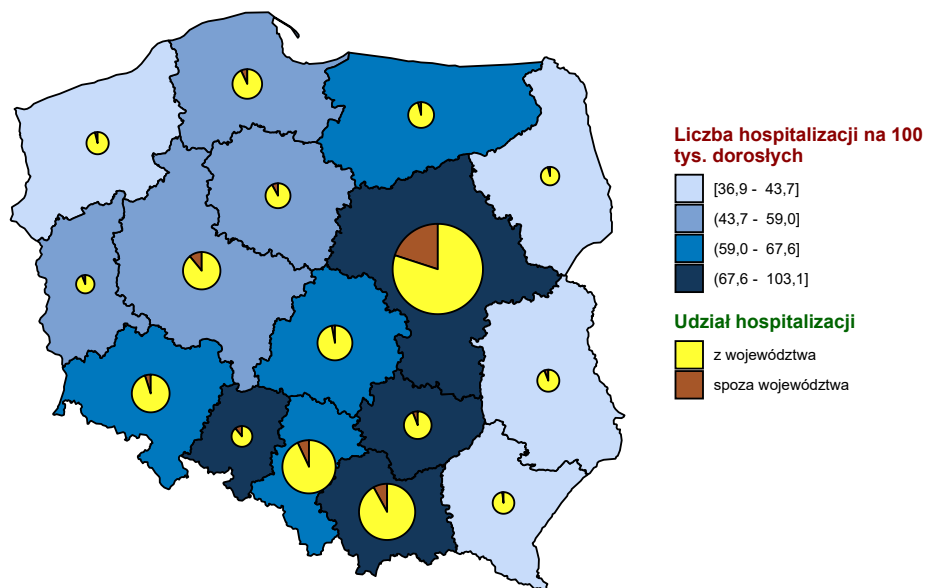 Liczba hospitalizacji na 100
tys. dorosłych
[36,9 - 43,7]
(43,7 - 59,0]
(59,0 - 67,6]
(67,6 - 103,1]
Udział hospitalizacji
z województwa
spoza województwa